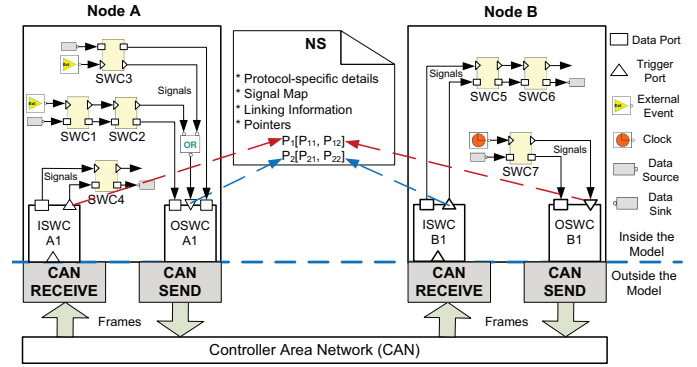 Node A
Node B
NS
* Protocol-specific details
* Signal Map
* Linking Information
* Pointers
P1[P11, P12]
P2[P21, P22]
Ext
SWC3
Signals
Ext
SWC1
SWC2
OR
Signals
SWC4
ISWC
A1
OSWC
A1
CAN
RECEIVE
CAN
SEND
Frames
Signals
SWC5
SWC6
SWC7
Signals
ISWC
B1
OSWC
B1
CAN
RECEIVE
CAN
SEND
Frames
Controller Area Network (CAN)
Data Port
Trigger
Port
Ext
External
Event
Clock
Data
Source
Data
Sink
Inside the
Model
Outside the
Model